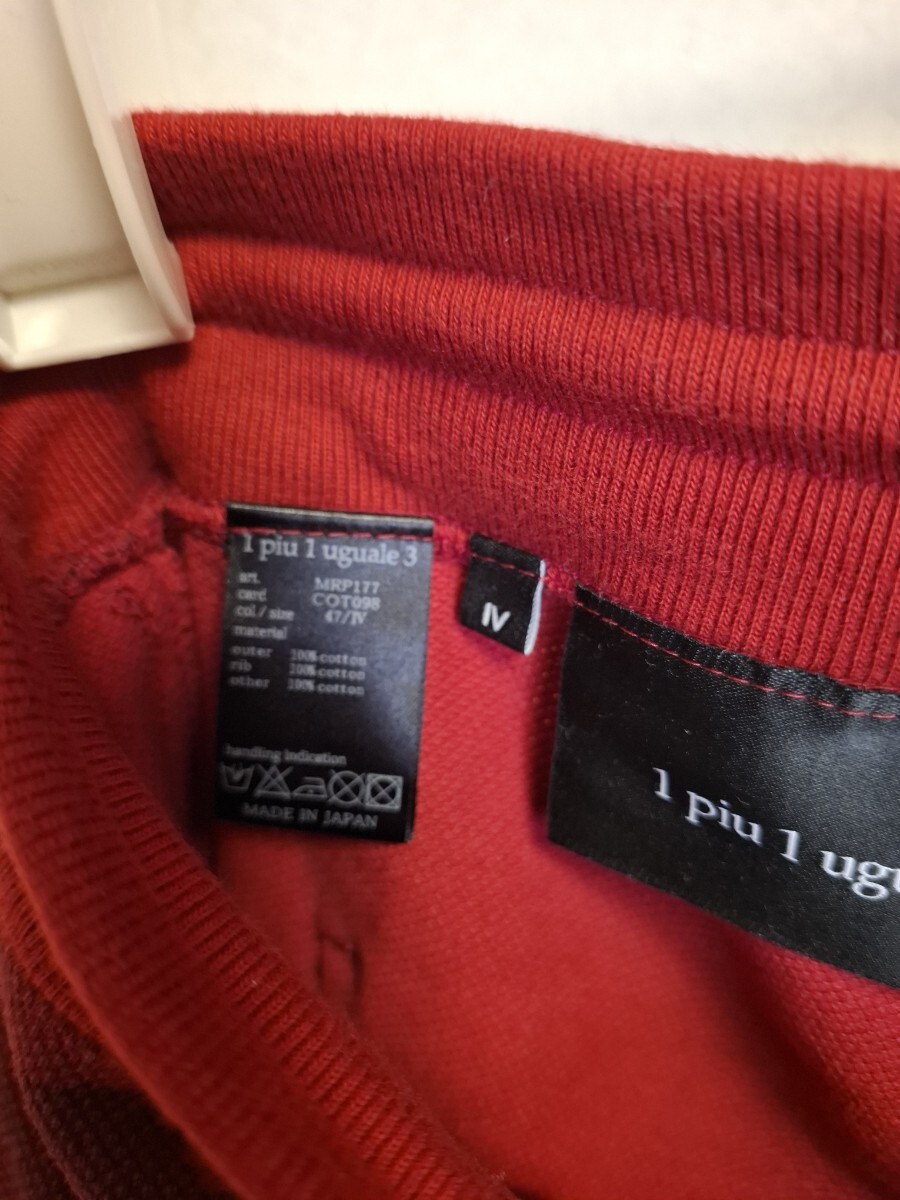 1 piu 1 uguale 3
art. MRP177
card COT098
col / size 47/IV
material
outer 100% cotton
rib 100% cotton
other 100% cotton
handling indication
MADE IN JAPAN
IV
1 piu 1 ugu